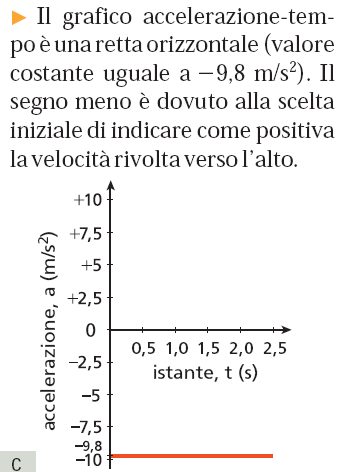 ► Il grafico accelerazione-tem-
po è una retta orizzontale (valore
costante uguale a −9,8 m/s²). Il
segno meno è dovuto alla scelta
iniziale di indicare come positiva
la velocità rivolta verso l'alto.
accelerazione, a (m/s²)
+10
+7,5
+5
+2,5
0
−2,5
−5
−7,5
−9,8
−10
0,5 1,0 1,5 2,0 2,5
istante, t (s)
C